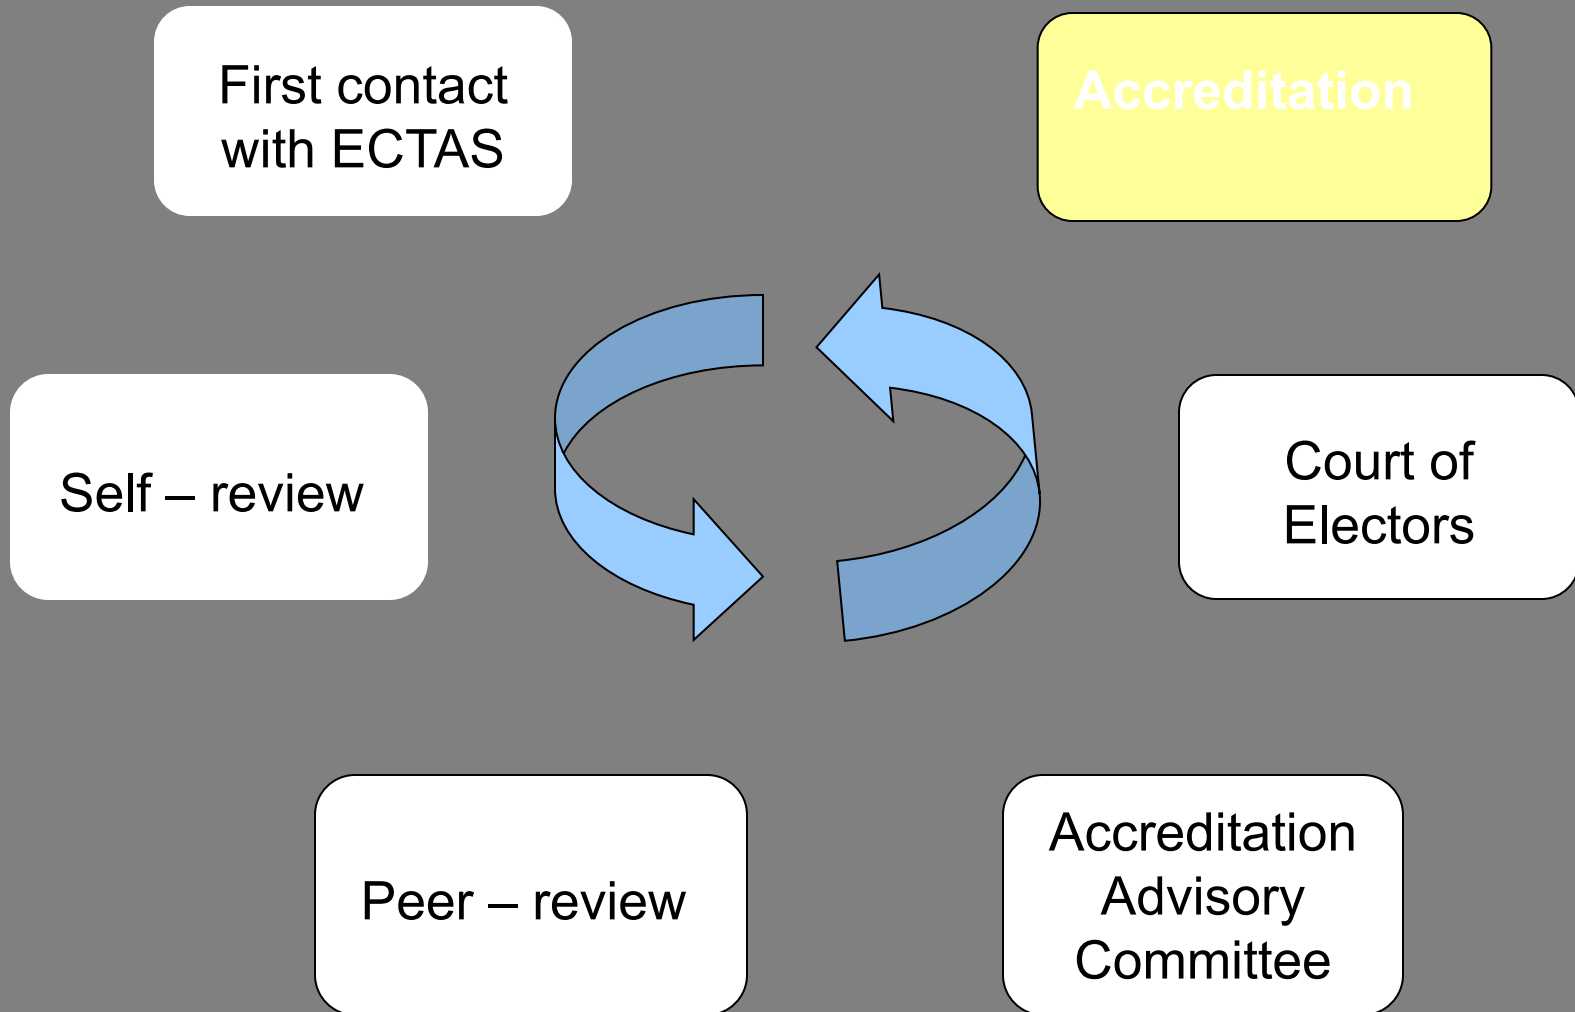 First contact
with ECTAS
Accreditation
Self – review
Court of
Electors
Peer – review
Accreditation
Advisory
Committee